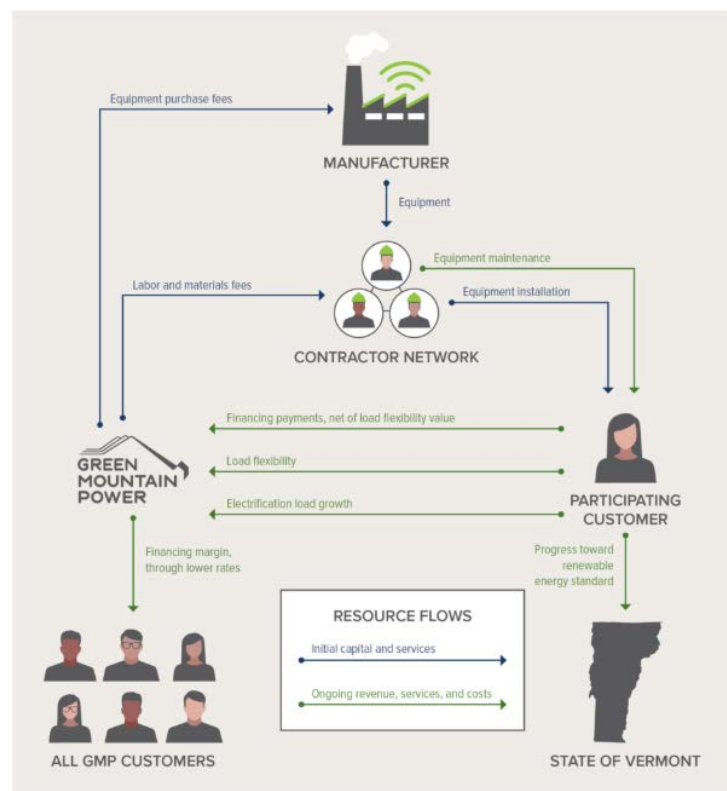 Equipment purchase fees
MANUFACTURER
Equipment
Equipment maintenance
Labor and materials fees
Equipment installation
CONTRACTOR NETWORK
Financing payments, net of load flexibility value
GREEN
MOUNTAIN
POWER
Load flexibility
PARTICIPATING
CUSTOMER
Electrification load growth
Financing margin,
through lower rates
Progress toward
renewable
energy standard
RESOURCE FLOWS
Initial capital and services
Ongoing revenue, services, and costs
ALL GMP CUSTOMERS
STATE OF VERMONT